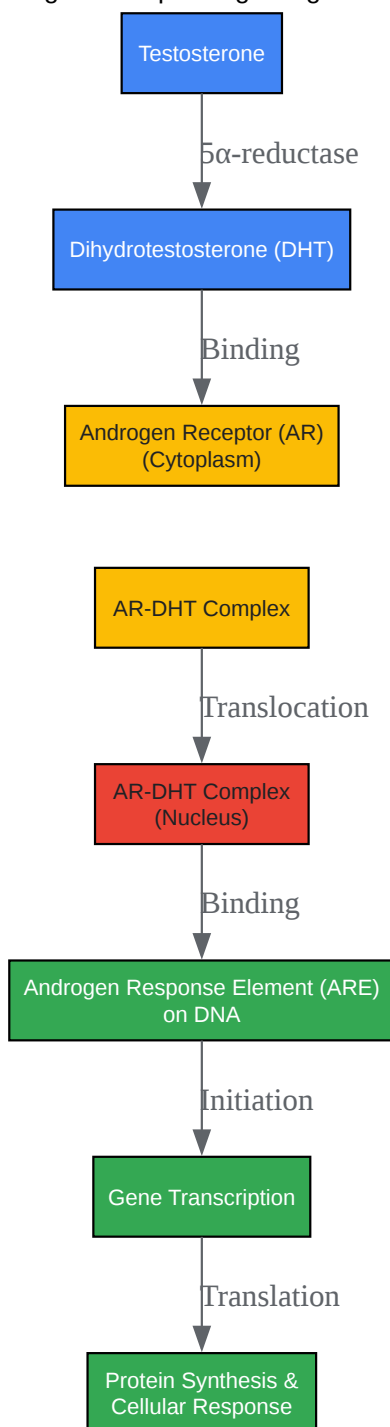 Testosterone
5α-reductase
Dihydrotestosterone (DHT)
Binding
Androgen Receptor (AR)
(Cytoplasm)
AR-DHT Complex
Translocation
AR-DHT Complex
(Nucleus)
Binding
Androgen Response Element (ARE)
on DNA
Initiation
Gene Transcription
Translation
Protein Synthesis &
Cellular Response